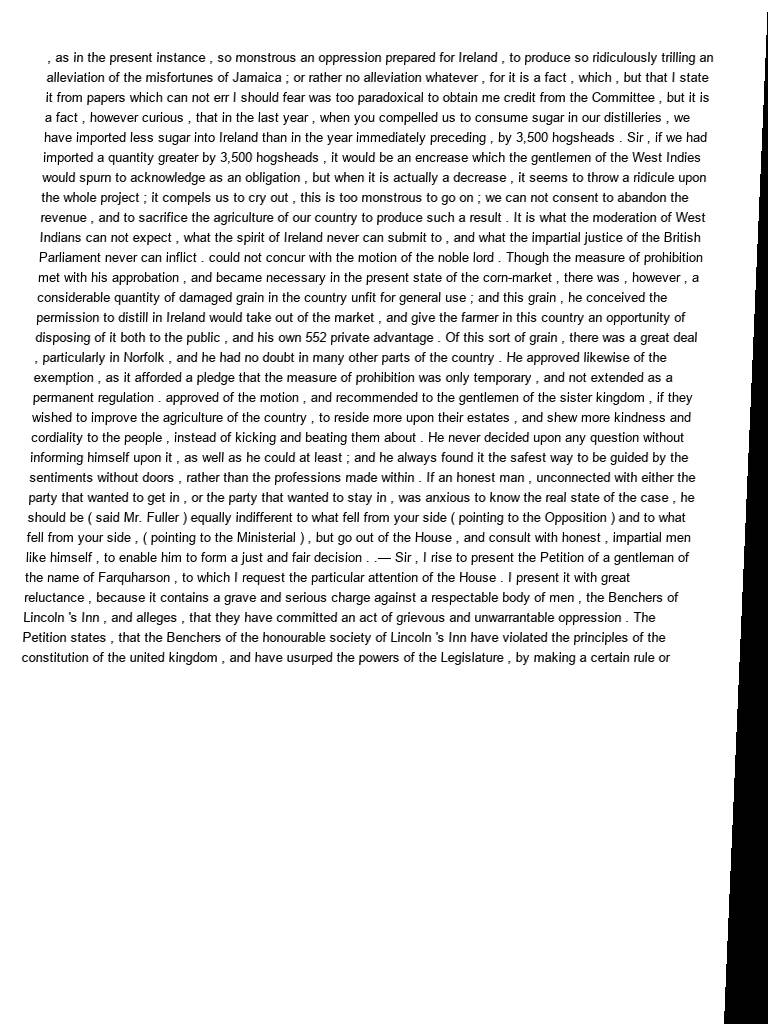 , as in the present instance , so monstrous an oppression prepared for Ireland , to produce so ridiculously trilling an
alleviation of the misfortunes of Jamaica ; or rather no alleviation whatever , for it is a fact , which , but that I state
it from papers which can not err I should fear was too paradoxical to obtain me credit from the Committee , but it is
a fact , however curious , that in the last year , when you compelled us to consume sugar in our distilleries , we
have imported less sugar into Ireland than in the year immediately preceding , by 3,500 hogsheads . Sir , if we had
imported a quantity greater by 3,500 hogsheads , it would be an encrease which the gentlemen of the West Indies
would spurn to acknowledge as an obligation , but when it is actually a decrease , it seems to throw a ridicule upon
the whole project ; it compels us to cry out , this is too monstrous to go on ; we can not consent to abandon the
revenue , and to sacrifice the agriculture of our country to produce such a result . It is what the moderation of West
Indians can not expect , what the spirit of Ireland never can submit to , and what the impartial justice of the British
Parliament never can inflict . could not concur with the motion of the noble lord . Though the measure of prohibition
met with his approbation , and became necessary in the present state of the corn-market , there was , however , a
considerable quantity of damaged grain in the country unfit for general use ; and this grain , he conceived the
permission to distill in Ireland would take out of the market , and give the farmer in this country an opportunity of
disposing of it both to the public , and his own 552 private advantage . Of this sort of grain , there was a great deal
, particularly in Norfolk , and he had no doubt in many other parts of the country . He approved likewise of the
exemption , as it afforded a pledge that the measure of prohibition was only temporary , and not extended as a
permanent regulation . approved of the motion , and recommended to the gentlemen of the sister kingdom , if they
wished to improve the agriculture of the country , to reside more upon their estates , and shew more kindness and
cordiality to the people , instead of kicking and beating them about . He never decided upon any question without
informing himself upon it , as well as he could at least ; and he always found it the safest way to be guided by the
sentiments without doors , rather than the professions made within . If an honest man , unconnected with either the
party that wanted to get in , or the party that wanted to stay in , was anxious to know the real state of the case , he
should be ( said Mr. Fuller ) equally indifferent to what fell from your side ( pointing to the Opposition ) and to what
fell from your side , ( pointing to the Ministerial ) , but go out of the House , and consult with honest , impartial men
like himself , to enable him to form a just and fair decision . .— Sir , I rise to present the Petition of a gentleman of
the name of Farquharson , to which I request the particular attention of the House . I present it with great
reluctance , because it contains a grave and serious charge against a respectable body of men , the Benchers of
Lincoln 's Inn , and alleges , that they have committed an act of grievous and unwarrantable oppression . The
Petition states , that the Benchers of the honourable society of Lincoln 's Inn have violated the principles of the
constitution of the united kingdom , and have usurped the powers of the Legislature , by making a certain rule or